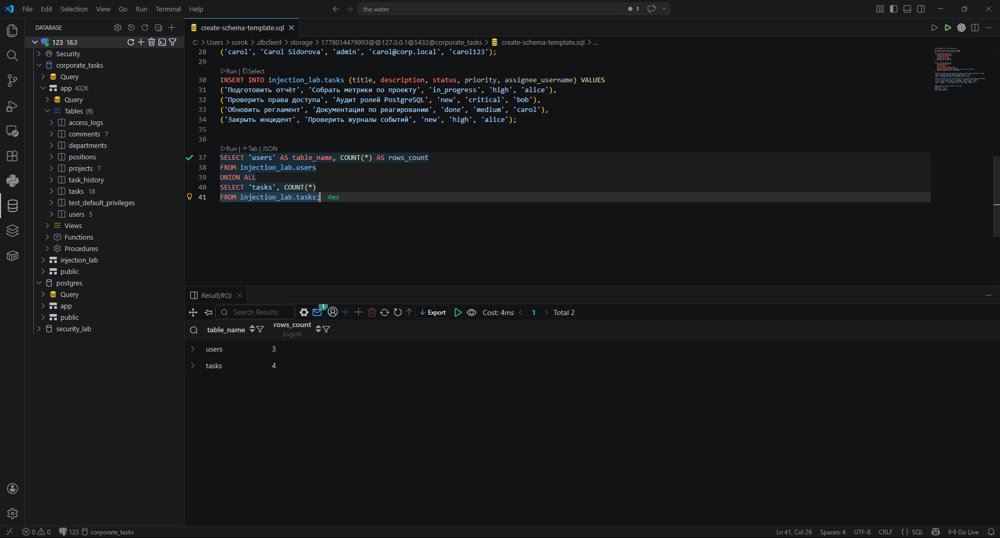 File Edit Selection View Go Run Terminal Help
the water
1
DATABASE
123 18.3
Security
corporate_tasks
Query
app 432K
Query
Tables (9)
access_logs
comments 7
departments
positions
projects 7
task_history
tasks 18
test_default_privileges
users 5
Views
Functions
Procedures
injection_lab
public
postgres
Query
app
public
security_lab
create-schema-template.sql
C: > Users > sorok > .dbclient > storage > 1778014479993@@127.0.0.1@5432@corporate_tasks > create-schema-template.sql > ...
28 ('carol', 'Carol Sidorova', 'admin', 'carol@corp.local', 'carol123');
29
Run | Select
30 INSERT INTO injection_lab.tasks (title, description, status, priority, assignee_username) VALUES
31 ('Подготовить отчёт', 'Собрать метрики по проекту', 'in_progress', 'high', 'alice'),
32 ('Проверить права доступа', 'Аудит ролей PostgreSQL', 'new', 'critical', 'bob'),
33 ('Обновить регламент', 'Документация по реагированию', 'done', 'medium', 'carol'),
34 ('Закрыть инцидент', 'Проверить журналы событий', 'new', 'high', 'alice');
35
36
Run | Tab | JSON
37 SELECT 'users' AS table_name, COUNT(*) AS rows_count
38 FROM injection_lab.users
39 UNION ALL
40 SELECT 'tasks', COUNT(*)
41 FROM injection_lab.tasks; 4ms
Result(RO)
Search Results
1
Export
Cost: 4ms < 1 > Total 2
table_name rows_count
bigint
users 3
tasks 4
0 0 123 corporate_tasks
Ln 41, Col 26 Spaces: 4 UTF-8 CRLF { } SQL Go Live